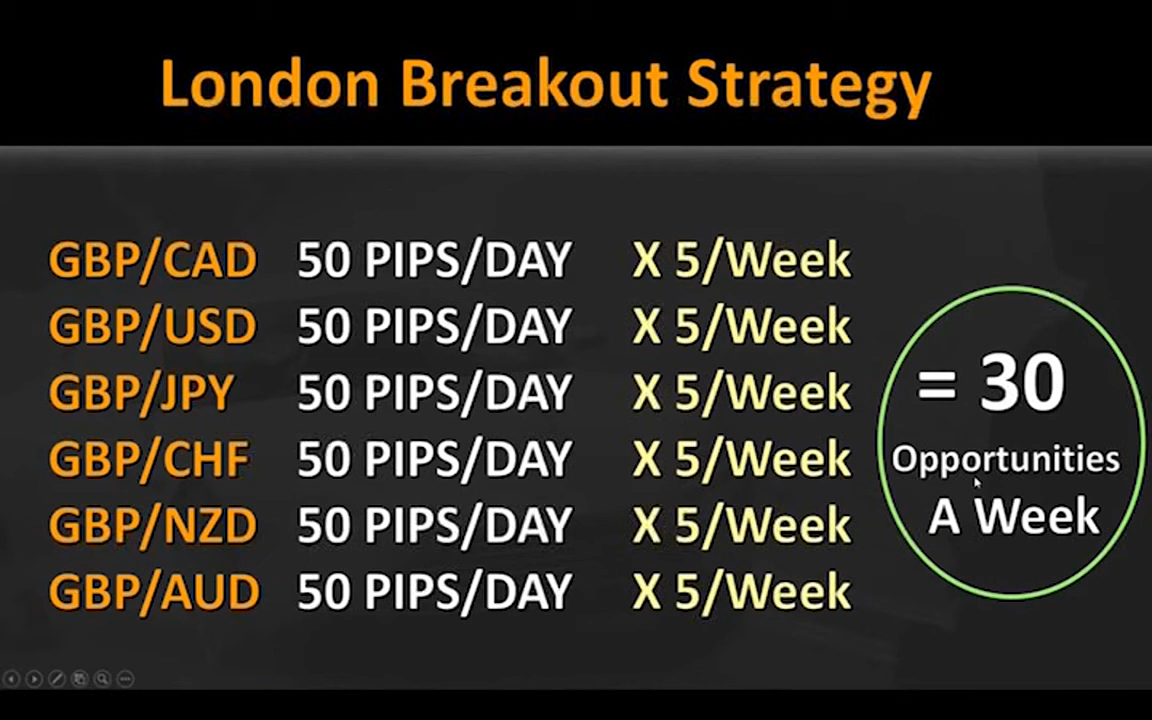 London Breakout Strategy
GBP/CAD 50 PIPS/DAY X 5/Week
GBP/USD 50 PIPS/DAY X 5/Week
GBP/JPY 50 PIPS/DAY X 5/Week
GBP/CHF 50 PIPS/DAY X 5/Week
GBP/NZD 50 PIPS/DAY X 5/Week
GBP/AUD 50 PIPS/DAY X 5/Week
= 30
Opportunities
A Week